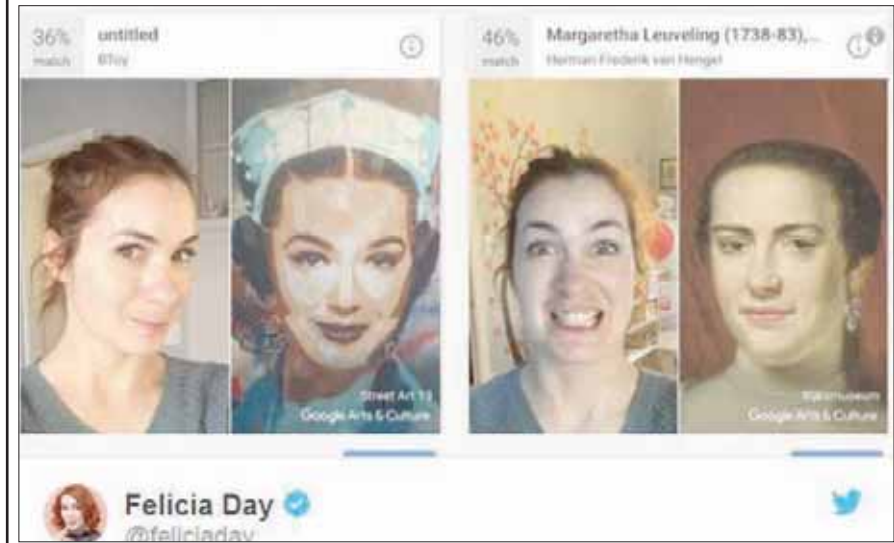 36%
match
untitled
BToy
46%
match
Margaretha Leuveling (1738-83),...
Herman Frederik van Hengel
Street Art 13
Google Arts & Culture
Rijksmuseum
Google Arts & Culture
Felicia Day
@feliciaday